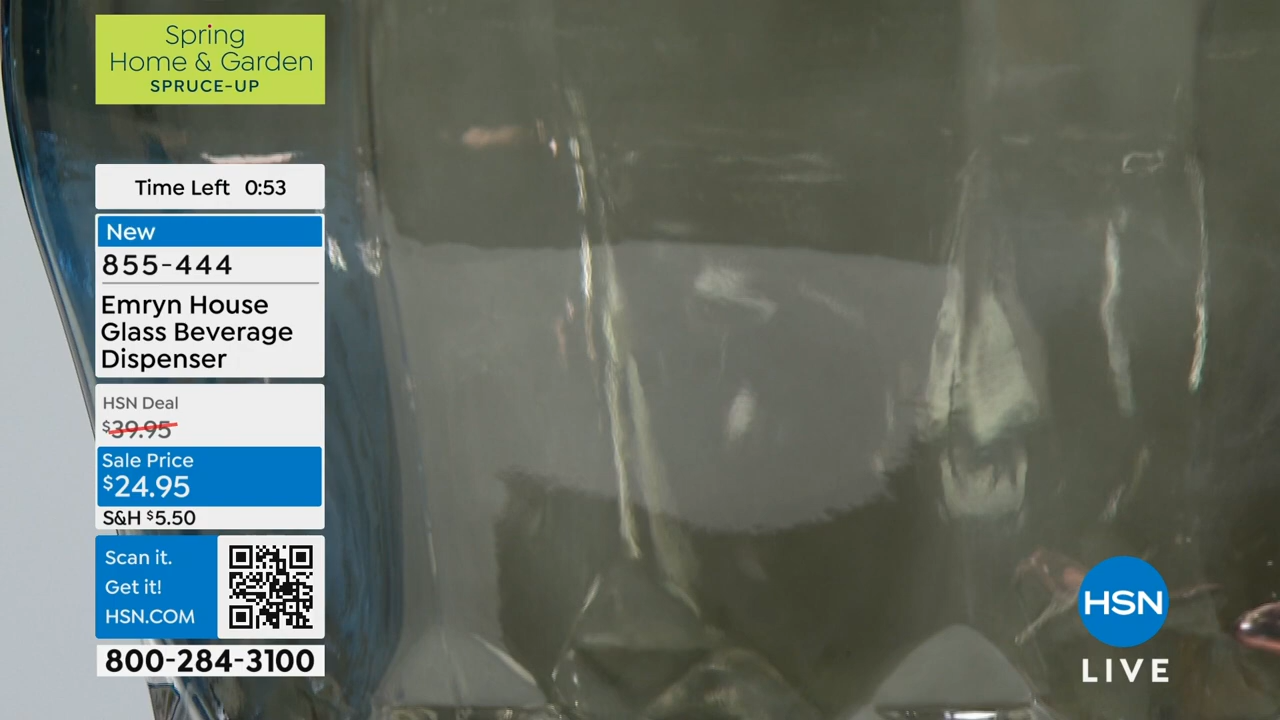 Spring
Home & Garden
SPRUCE-UP
Time Left 0:53
New
855-444
Emryn House
Glass Beverage
Dispenser
HSN Deal
$39.95
Sale Price
$24.95
S&H $5.50
Scan it.
Get it!
HSN.COM
800-284-3100
HSN
LIVE